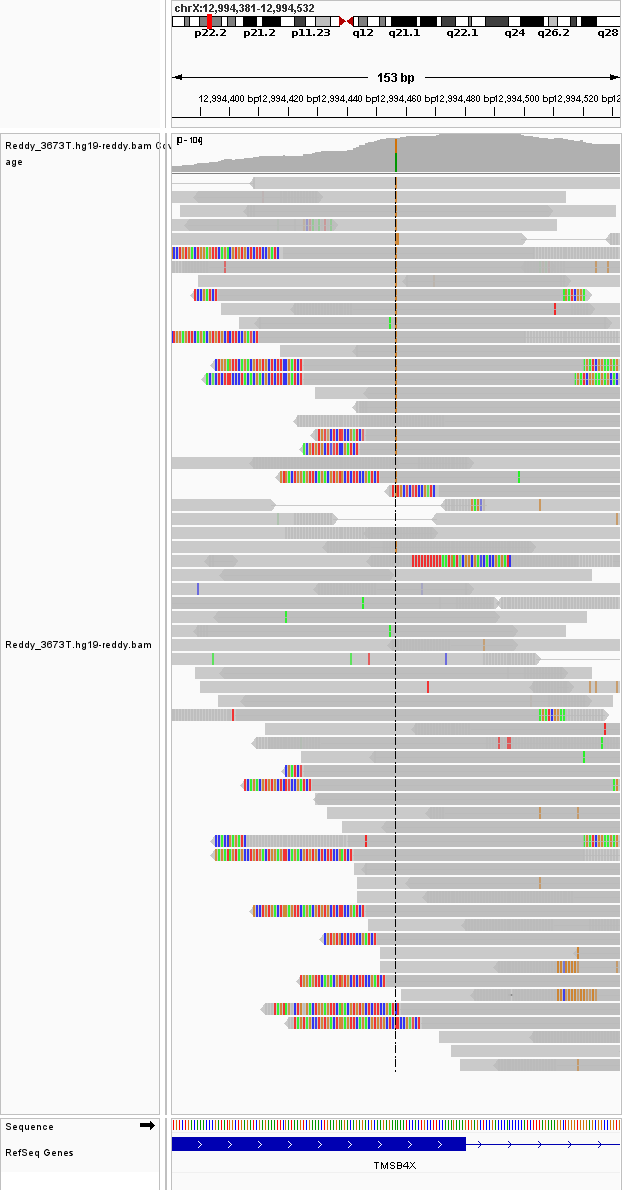 chrX:12,994,381-12,994,532
p22.2 p21.2 p11.23 q12 q21.1 q22.1 q24 q26.2 q28
153 bp
12,994,400 bp 12,994,420 bp 12,994,440 bp 12,994,460 bp 12,994,480 bp 12,994,500 bp 12,994,520 bp
Reddy_3673T.hg19-reddy.bam Cov
age
[0 - 104]
Reddy_3673T.hg19-reddy.bam
Sequence
RefSeq Genes
TMSB4X